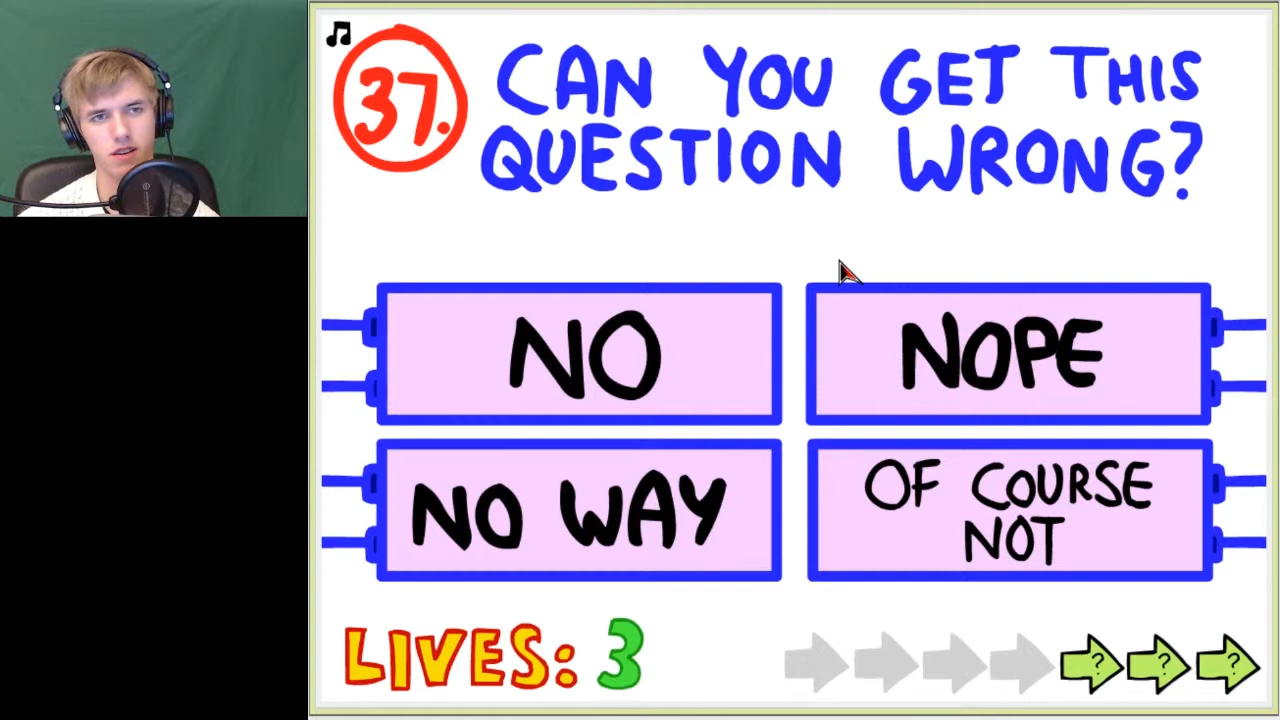 37.
CAN YOU GET THIS
QUESTION WRONG?
NO
NOPE
NO WAY
OF COURSE
NOT
LIVES: 3
? ? ?